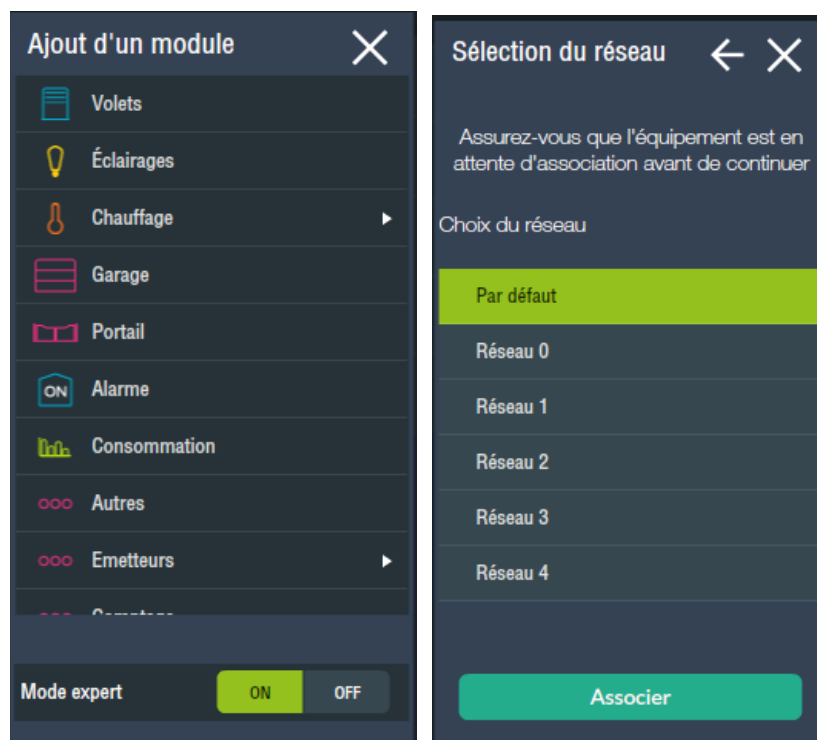 Ajout d'un module
Volets
Éclairages
Chauffage
Garage
Portail
ON Alarme
Consommation
Autres
Emetteurs
Mode expert ON OFF
Sélection du réseau
Assurez-vous que l'équipement est en
attente d'association avant de continuer
Choix du réseau
Par défaut
Réseau 0
Réseau 1
Réseau 2
Réseau 3
Réseau 4
Associer